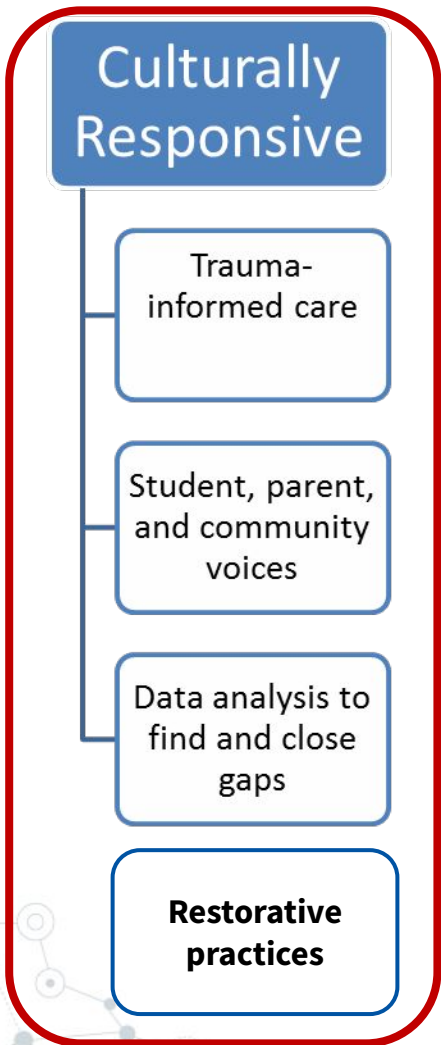 Culturally
Responsive
Trauma-
informed care
Student, parent,
and community
voices
Data analysis to
find and close
gaps
Restorative
practices